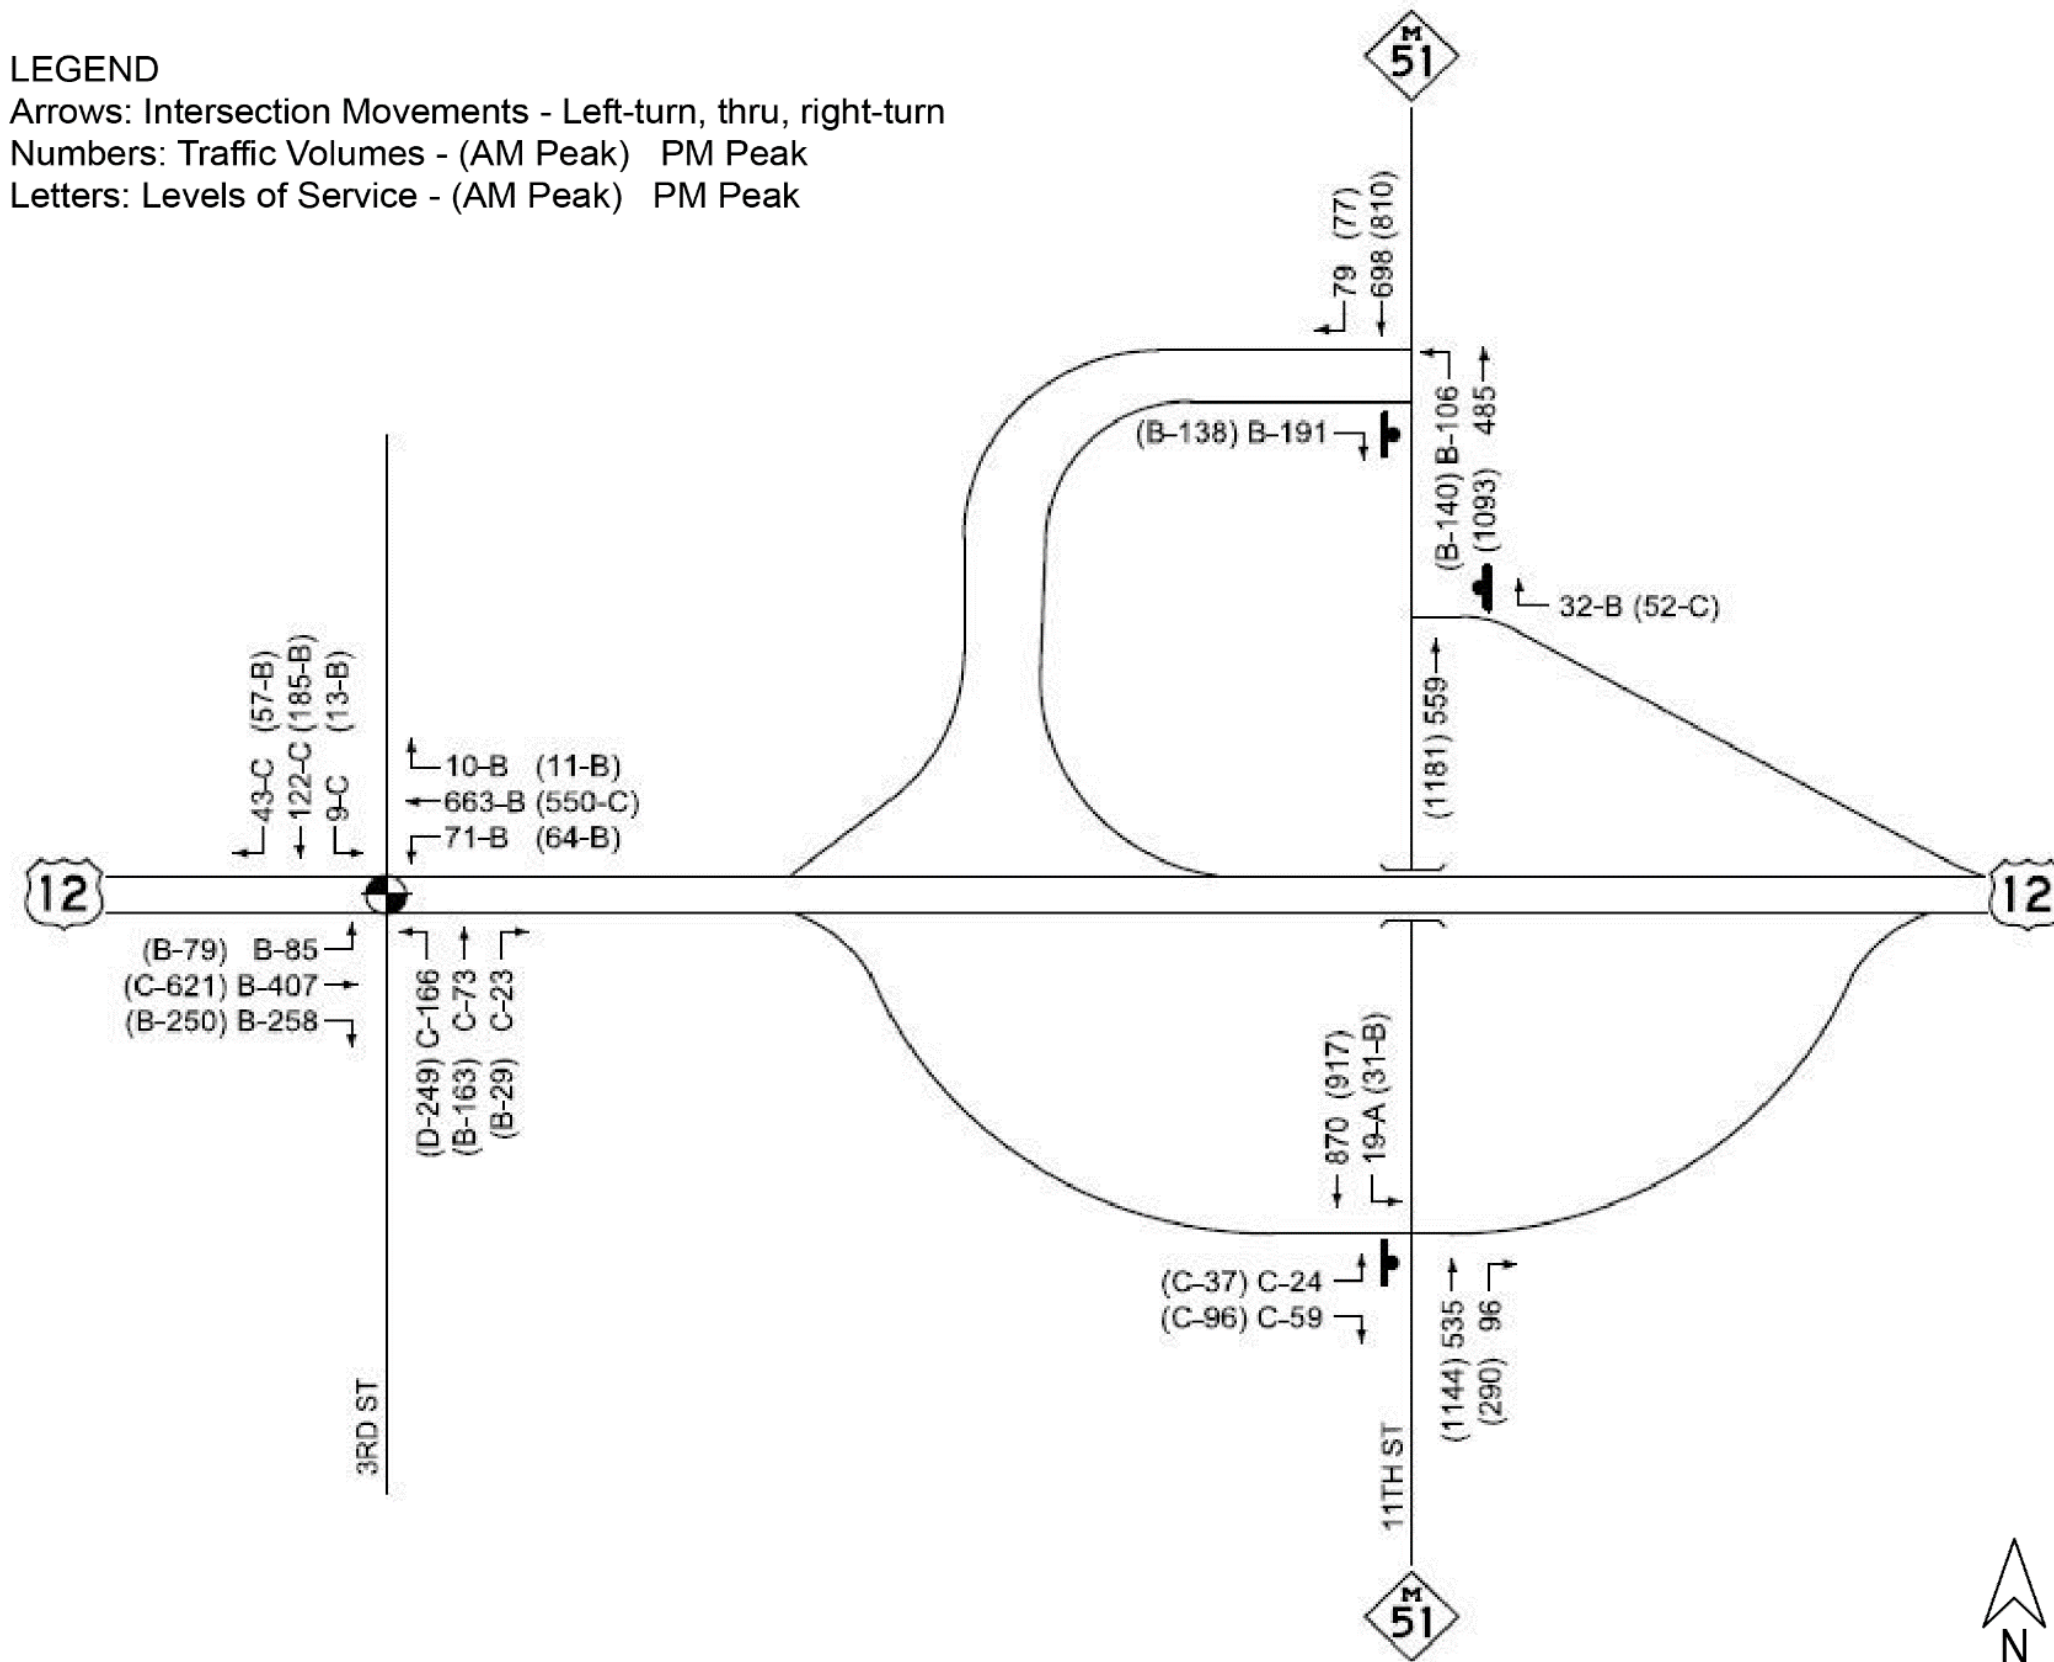 LEGEND
Arrows: Intersection Movements - Left-turn, thru, right-turn
Numbers: Traffic Volumes - (AM Peak) PM Peak
Letters: Levels of Service - (AM Peak) PM Peak
M
51
79 (77)
698 (810)
(B-138) B-191
(B-140) B-106
(1093) 485
32-B (52-C)
(1181) 559
43-C (57-B)
122-C (185-B)
9-C (13-B)
10-B (11-B)
663-B (550-C)
71-B (64-B)
12
12
(B-79) B-85
(C-621) B-407
(B-250) B-258
(D-249) C-166
(B-163) C-73
(B-29) C-23
870 (917)
19-A (31-B)
(C-37) C-24
(C-96) C-59
(1144) 535
(290) 96
3RD ST
11TH ST
M
51
N